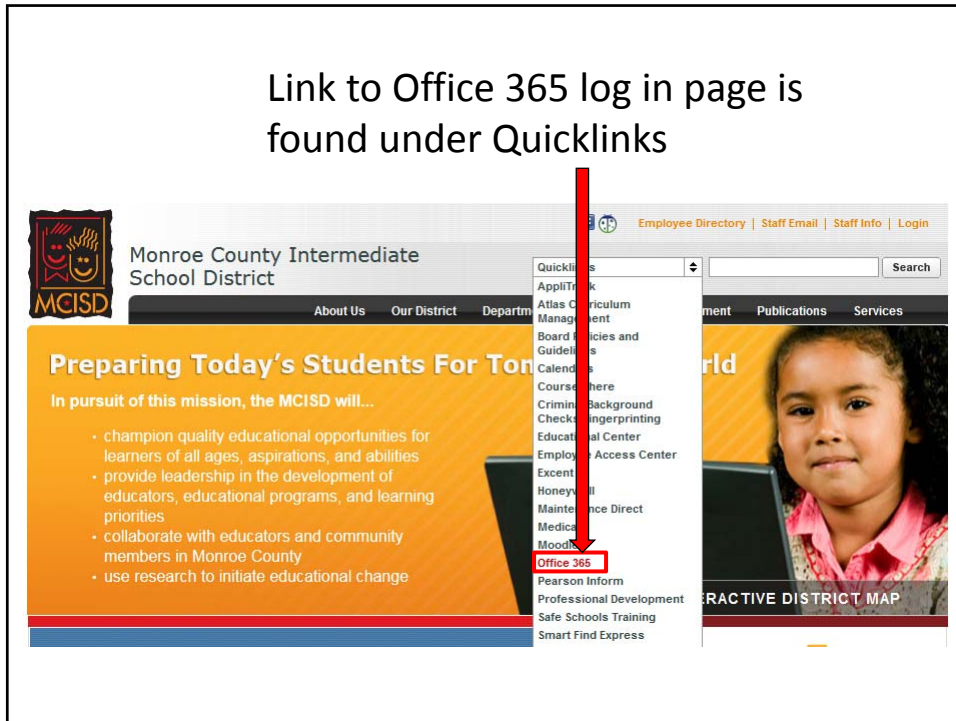 Link to Office 365 log in page is
found under Quicklinks
MCISD
Employee Directory | Staff Email | Staff Info | Login
Monroe County Intermediate
School District
Search
About Us Our District Publications Services
Preparing Today's Students For
In pursuit of this mission, the MCISD will...
• champion quality educational opportunities for
learners of all ages, aspirations, and abilities
• provide leadership in the development of
educators, educational programs, and learning
priorities
• collaborate with educators and community
members in Monroe County
• use research to initiate educational change
Atlas
Board and
Criminal Background
Checks
Center
Access Center
Excent
Direct
Office 365
Pearson Inform
Professional Development
Safe Schools Training
Smart Find Express
DISTRICT MAP